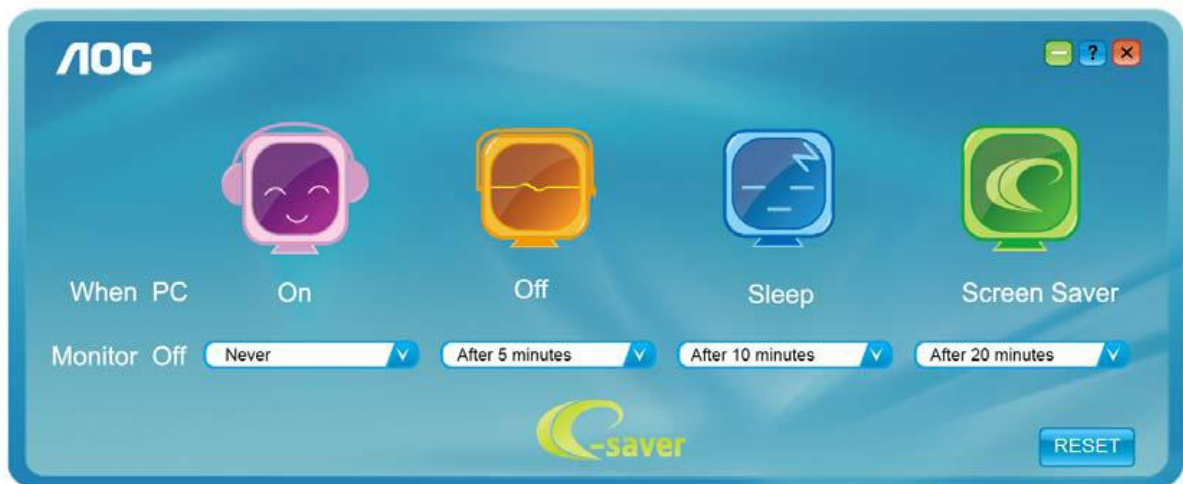 AOC
?
When PC On Off Sleep Screen Saver
Monitor Off Never After 5 minutes After 10 minutes After 20 minutes
e-saver
RESET